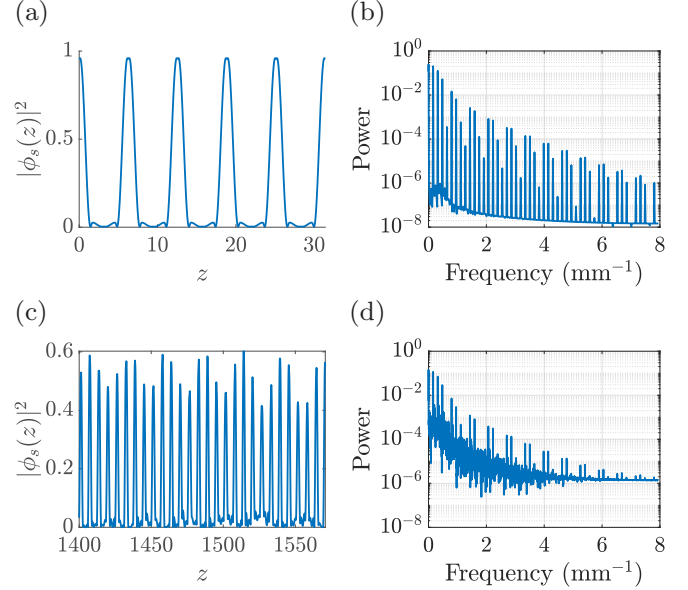 (a)
1
0.5
0
|ϕ_s(z)|²
0 10 20 30
z
(b)
10⁰
10⁻²
10⁻⁴
10⁻⁶
10⁻⁸
Power
0 2 4 6 8
Frequency (mm⁻¹)
(c)
0.6
0.4
0.2
0
|ϕ_s(z)|²
1400 1450 1500 1550
z
(d)
10⁰
10⁻²
10⁻⁴
10⁻⁶
10⁻⁸
Power
0 2 4 6 8
Frequency (mm⁻¹)